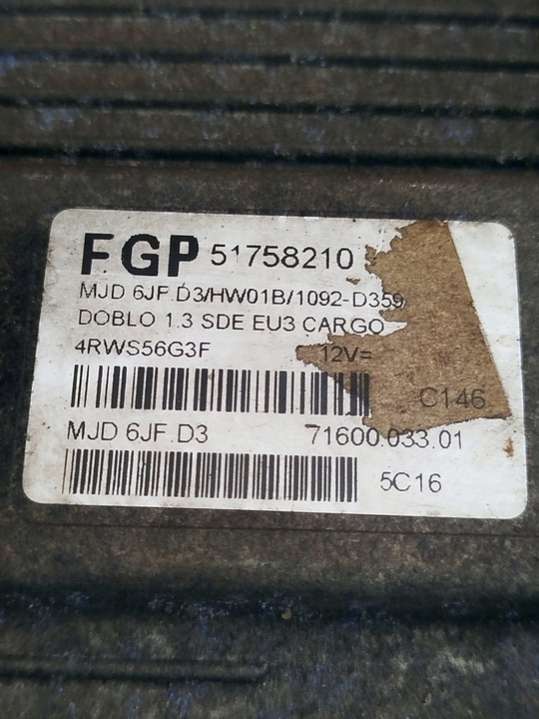 FGP 51758210
MJD 6JF.D3/HW01B/1092-D359
DOBLO 1.3 SDE EU3 CARGO
4RWS56G3F 12V=
C146
MJD 6JF.D3 71600.033.01
5C16